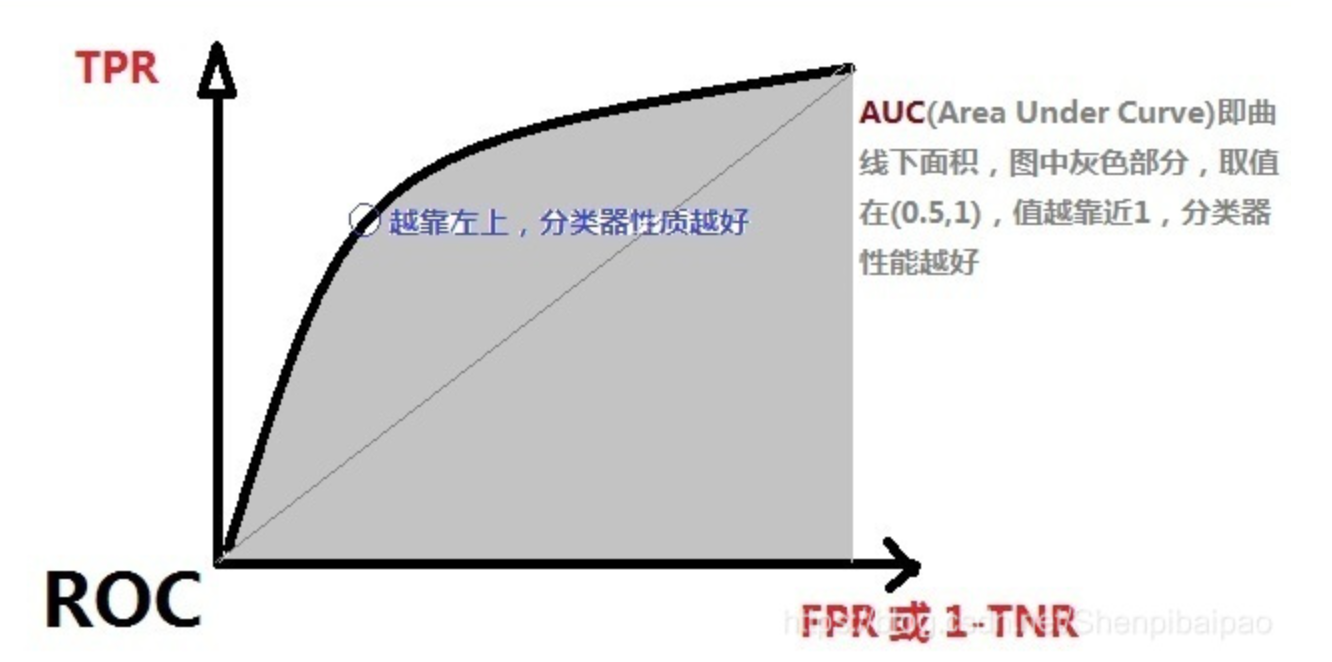 TPR
AUC(Area Under Curve)即曲
线下面积，图中灰色部分，取值
在(0.5,1)，值越靠近1，分类器
性能越好
越靠左上，分类器性质越好
ROC
FPR 或 1-TNR
https://blog.csdn.net/Shenpibaipao